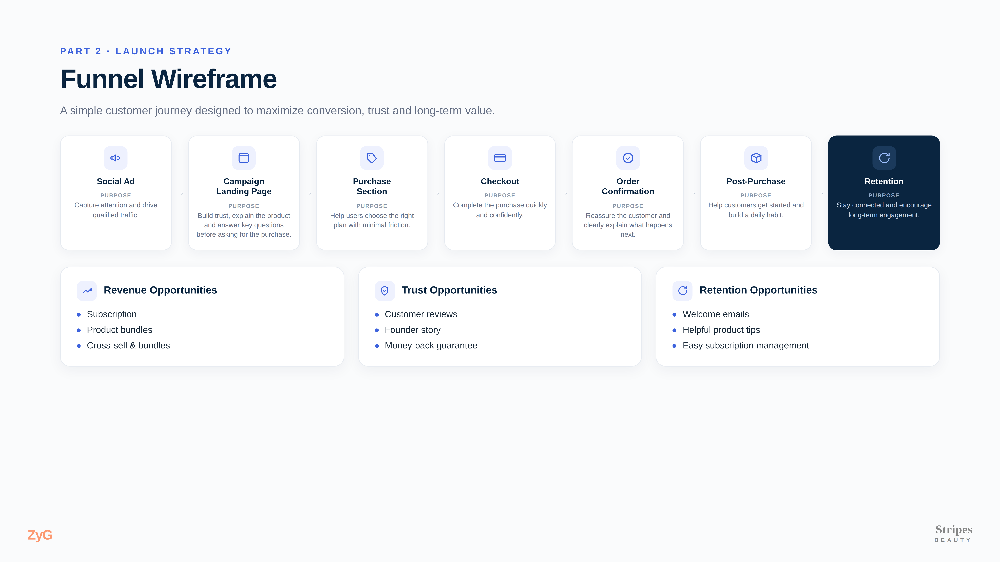 PART 2 · LAUNCH STRATEGY
Funnel Wireframe
A simple customer journey designed to maximize conversion, trust and long-term value.
Social Ad
PURPOSE
Capture attention and drive
qualified traffic.
→
Campaign
Landing Page
PURPOSE
Build trust, explain the product
and answer key questions
before asking for the purchase.
→
Purchase
Section
PURPOSE
Help users choose the right
plan with minimal friction.
→
Checkout
PURPOSE
Complete the purchase quickly
and confidently.
→
Order
Confirmation
PURPOSE
Reassure the customer and
clearly explain what happens
next.
→
Post-Purchase
PURPOSE
Help customers get started and
build a daily habit.
→
Retention
PURPOSE
Stay connected and encourage
long-term engagement.
Revenue Opportunities
Subscription
Product bundles
Cross-sell & bundles
Trust Opportunities
Customer reviews
Founder story
Money-back guarantee
Retention Opportunities
Welcome emails
Helpful product tips
Easy subscription management
ZyG
Stripes
BEAUTY